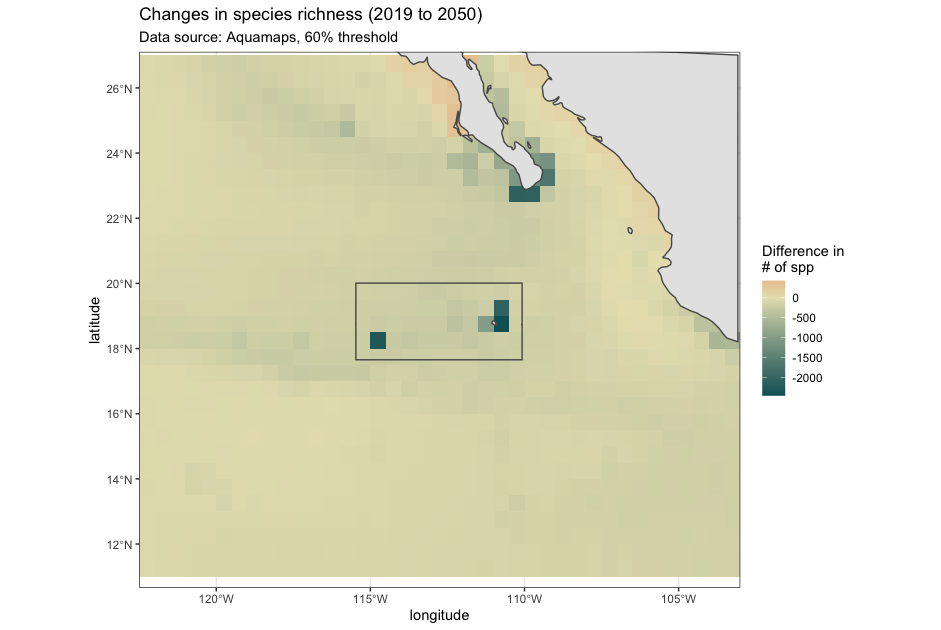 Changes in species richness (2019 to 2050)
Data source: Aquamaps, 60% threshold
26°N
24°N
22°N
20°N
18°N
16°N
14°N
12°N
latitude
120°W
115°W
110°W
105°W
longitude
Difference in
# of spp
0
-500
-1000
-1500
-2000